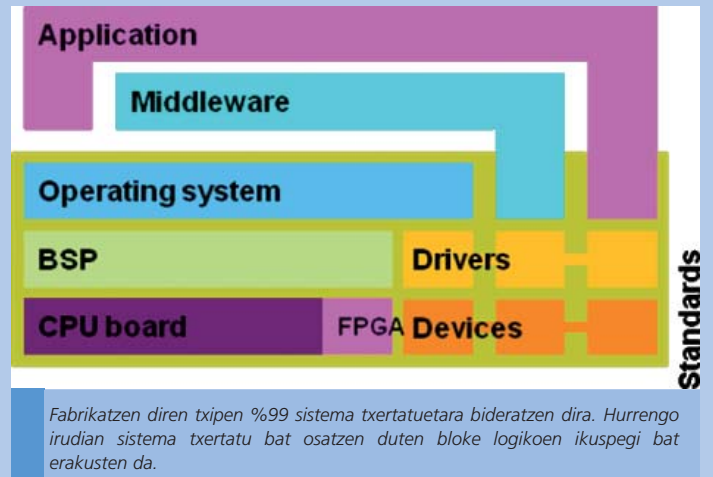 Application
Middleware
Operating system
BSP
Drivers
CPU board
FPGA
Devices
Standards
Fabrikatzen diren txipen %99 sistema txertatuetara bideratzen dira. Hurrengo
irudian sistema txertatu bat osatzen duten bloke logikoen ikuspegi bat
erakusten da.